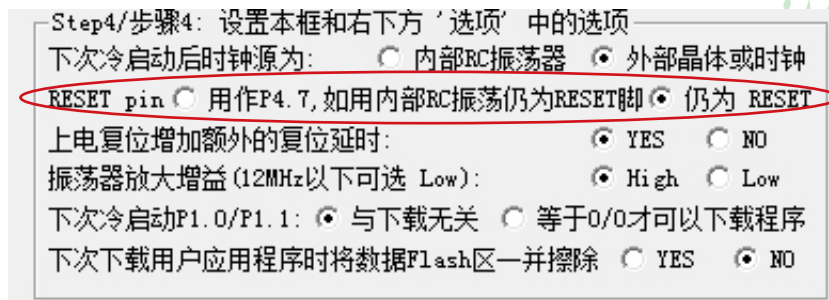 Step4/步骤4: 设置本框和右下方 '选项' 中的选项
下次冷启动后时钟源为: 内部RC振荡器 外部晶体或时钟
RESET pin 用作P4.7,如用内部RC振荡仍为RESET脚 仍为 RESET
上电复位增加额外的复位延时: YES NO
振荡器放大增益(12MHz以下可选 Low): High Low
下次冷启动P1.0/P1.1: 与下载无关 等于0/0才可以下载程序
下次下载用户应用程序时将数据Flash区一并擦除 YES NO